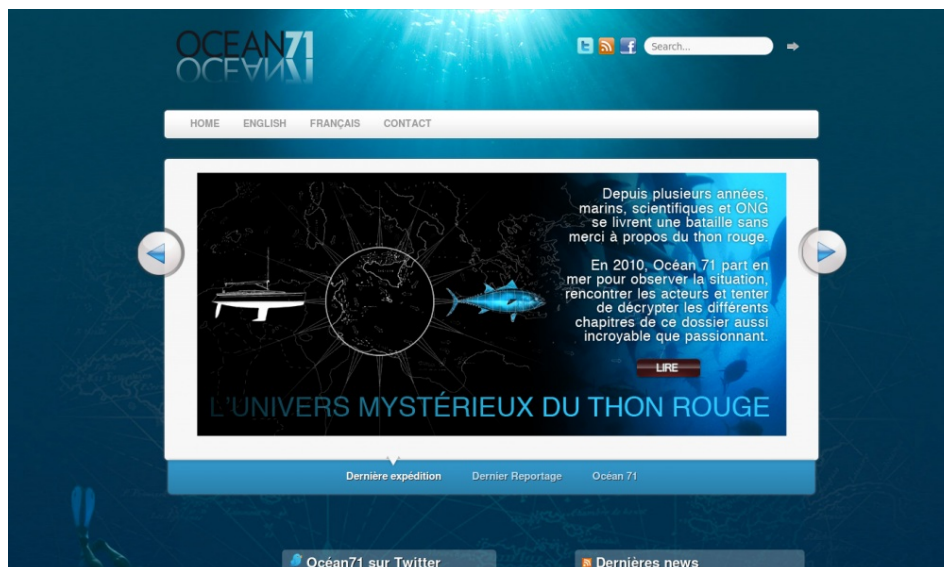 OCEAN71
Search...
HOME ENGLISH FRANÇAIS CONTACT
Depuis plusieurs années,
marins, scientifiques et ONG
se livrent une bataille sans
merci à propos du thon rouge.
En 2010, Océan 71 part en
mer pour observer la situation,
rencontrer les acteurs et tenter
de décrypter les différents
chapitres de ce dossier aussi
incroyable que passionnant.
LIRE
L'UNIVERS MYSTÉRIEUX DU THON ROUGE
Dernière expédition Dernier Reportage Océan 71
Océan71 sur Twitter Dernières news